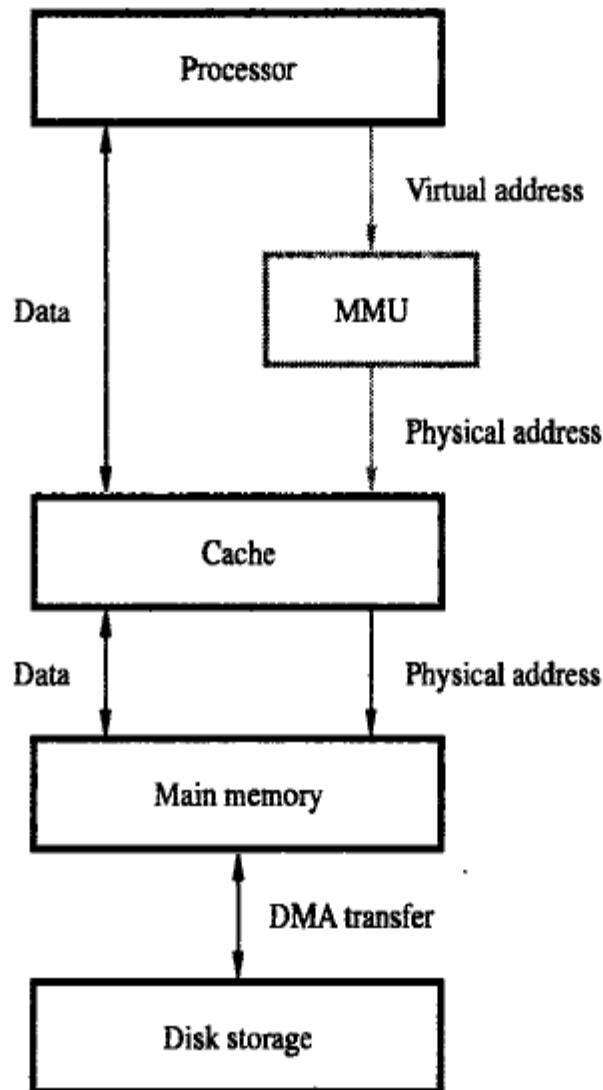 Processor
Virtual address
Data
MMU
Physical address
Cache
Data
Physical address
Main memory
DMA transfer
Disk storage